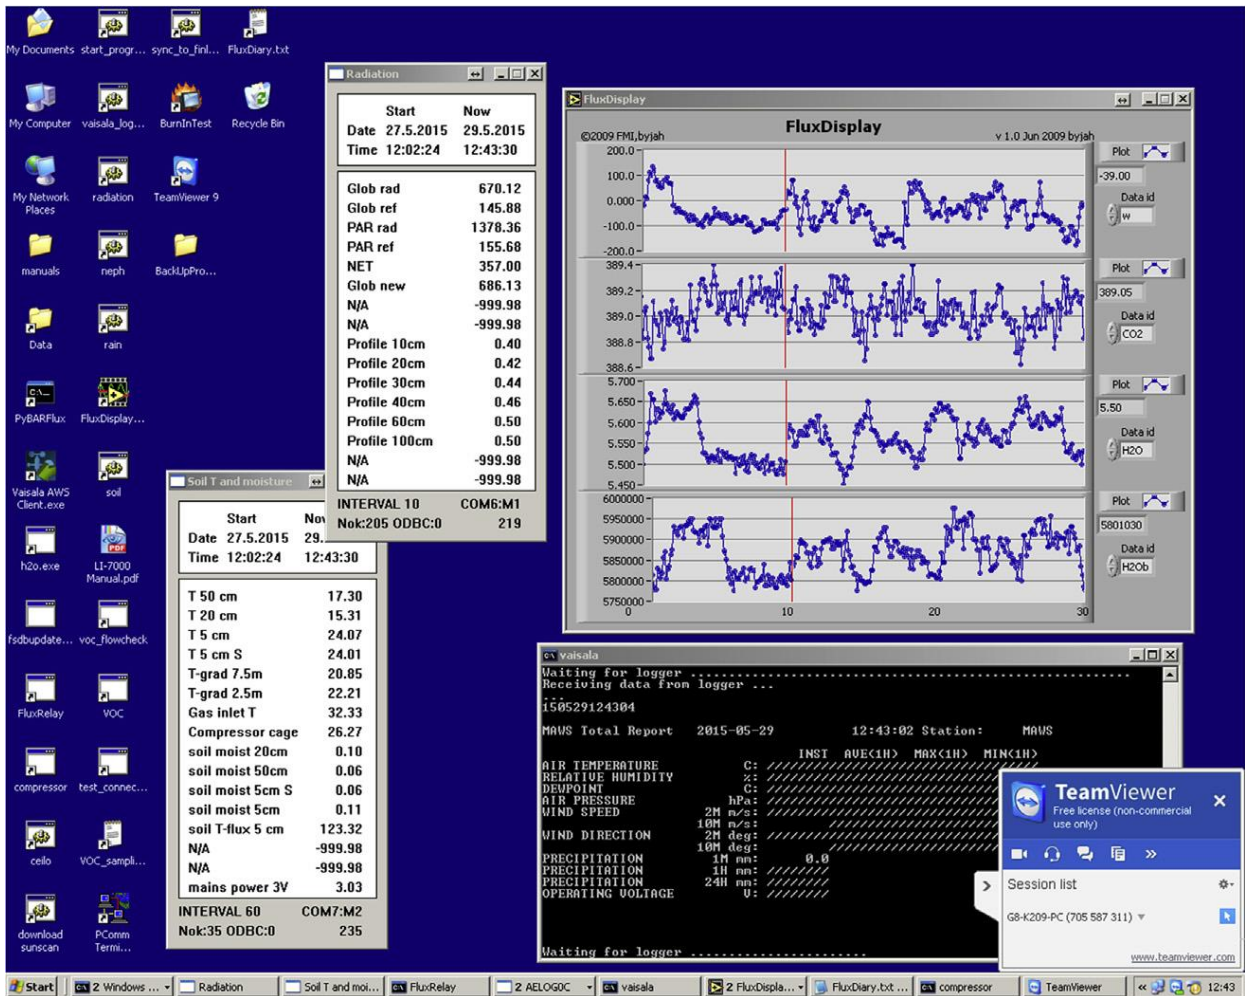 My Documents
start_progr...
sync_to_finl...
FluxDiary.txt
My Computer
vaisala_log...
BurnInTest
Recycle Bin
My Network
Places
radiation
TeamViewer 9
manuals
neph
BackUpPro...
Data
rain
PyBARFlux
FluxDisplay...
Vaisala AWS
Client.exe
soil
h2o.exe
LI-7000
Manual.pdf
fsdbupdate...
voc_flowcheck
FluxRelay
VOC
compressor
test_connec...
ceilo
VOC_sampli...
download
sunscan
PComm
Termi...
Radiation
Start Now
Date 27.5.2015 29.5.2015
Time 12:02:24 12:43:30
Glob rad 670.12
Glob ref 145.88
PAR rad 1378.36
PAR ref 155.68
NET 357.00
Glob new 686.13
N/A -999.98
N/A -999.98
Profile 10cm 0.40
Profile 20cm 0.42
Profile 30cm 0.44
Profile 40cm 0.46
Profile 60cm 0.50
Profile 100cm 0.50
N/A -999.98
N/A -999.98
INTERVAL 10 COM6:M1
Nok:205 ODBC:0 219
Soil T and moisture
Start Nov
Date 27.5.2015 29.
Time 12:02:24 12:43:30
T 50 cm 17.30
T 20 cm 15.31
T 5 cm 24.07
T 5 cm S 24.01
T-grad 7.5m 20.85
T-grad 2.5m 22.21
Gas inlet T 32.33
Compressor cage 26.27
soil moist 20cm 0.10
soil moist 50cm 0.06
soil moist 5cm S 0.06
soil moist 5cm 0.11
soil T-flux 5 cm 123.32
N/A -999.98
N/A -999.98
mains power 3V 3.03
INTERVAL 60 COM7:M2
Nok:35 ODBC:0 235
FluxDisplay
©2009 FMI,byjah FluxDisplay v 1.0 Jun 2009 byjah
200.0
100.0
0.000
-100.0
-200.0
Plot
-39.00
Data id
w
389.4
389.2
389.0
388.8
388.6
Plot
389.05
Data id
CO2
5.700
5.650
5.600
5.550
5.500
5.450
Plot
5.50
Data id
H2O
6000000
5950000
5900000
5850000
5800000
5750000
0 10 20 30
Plot
5801030
Data id
H2Ob
vaisala
Waiting for logger ..................................................................
Receiving data from logger ...
...
150529124304
MAWS Total Report 2015-05-29 12:43:02 Station: MAWS
INST AVE(1H) MAX(1H) MIN(1H)
AIR TEMPERATURE C: ///////////////////////////////////
RELATIVE HUMIDITY %: ///////////////////////////////////
DEWPOINT C: ///////////////////////////////////
AIR PRESSURE hPa: ///////////////////////////////////
WIND SPEED 2M m/s: ///////////////////////////////////
10M m/s: ///////////////////////////
WIND DIRECTION 2M deg: ///////////////////////////////////
10M deg: ///////////////////////////
PRECIPITATION 1M mm: 0.0
PRECIPITATION 1H mm: ////////
PRECIPITATION 24H mm: ////////
OPERATING VOLTAGE V: ////////
Waiting for logger ..........................
TeamViewer
Free license (non-commercial
use only)
Session list
G8-K209-PC (705 587 311)
www.teamviewer.com
Start
2 Windows ...
Radiation
Soil T and moi...
FluxRelay
2 AELOG0C
vaisala
2 FluxDispla...
FluxDiary.txt ...
compressor
TeamViewer
12:43